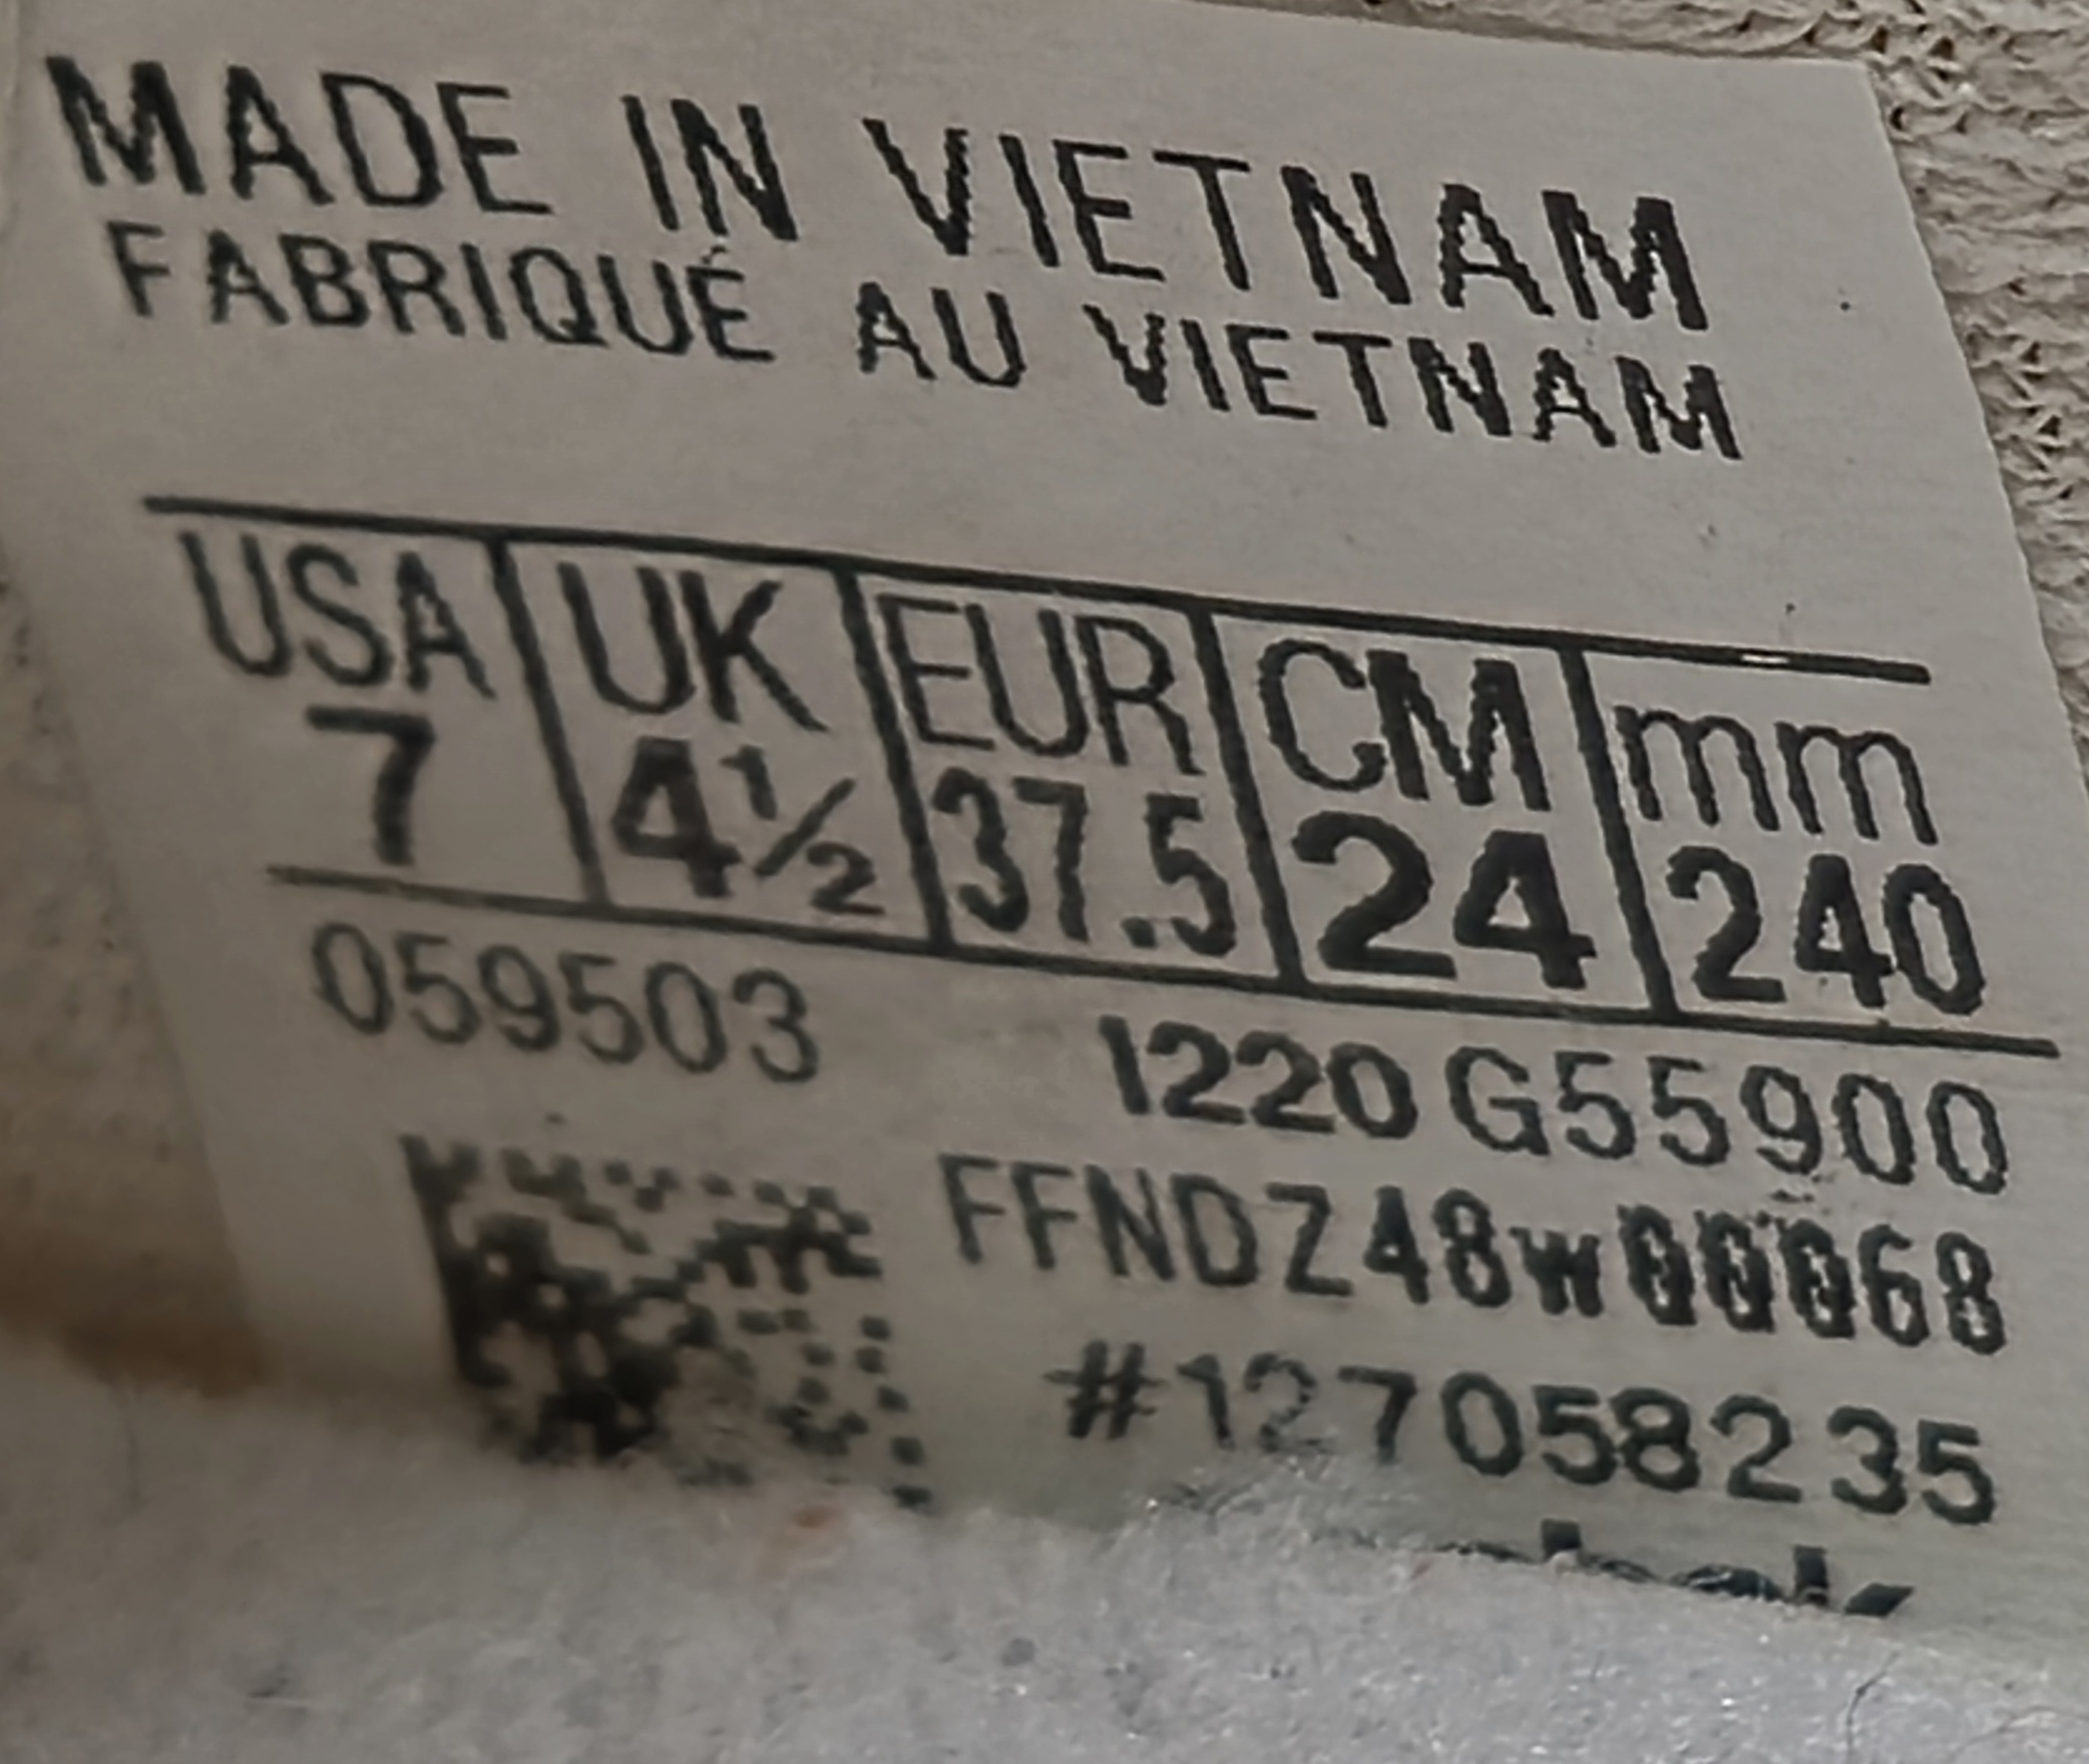 MADE IN VIETNAM
FABRIQUÉ AU VIETNAM
USA UK EUR CM mm
7 4½ 37.5 24 240
059503 1220 G55900
FFNDZ48w00068
#127058235